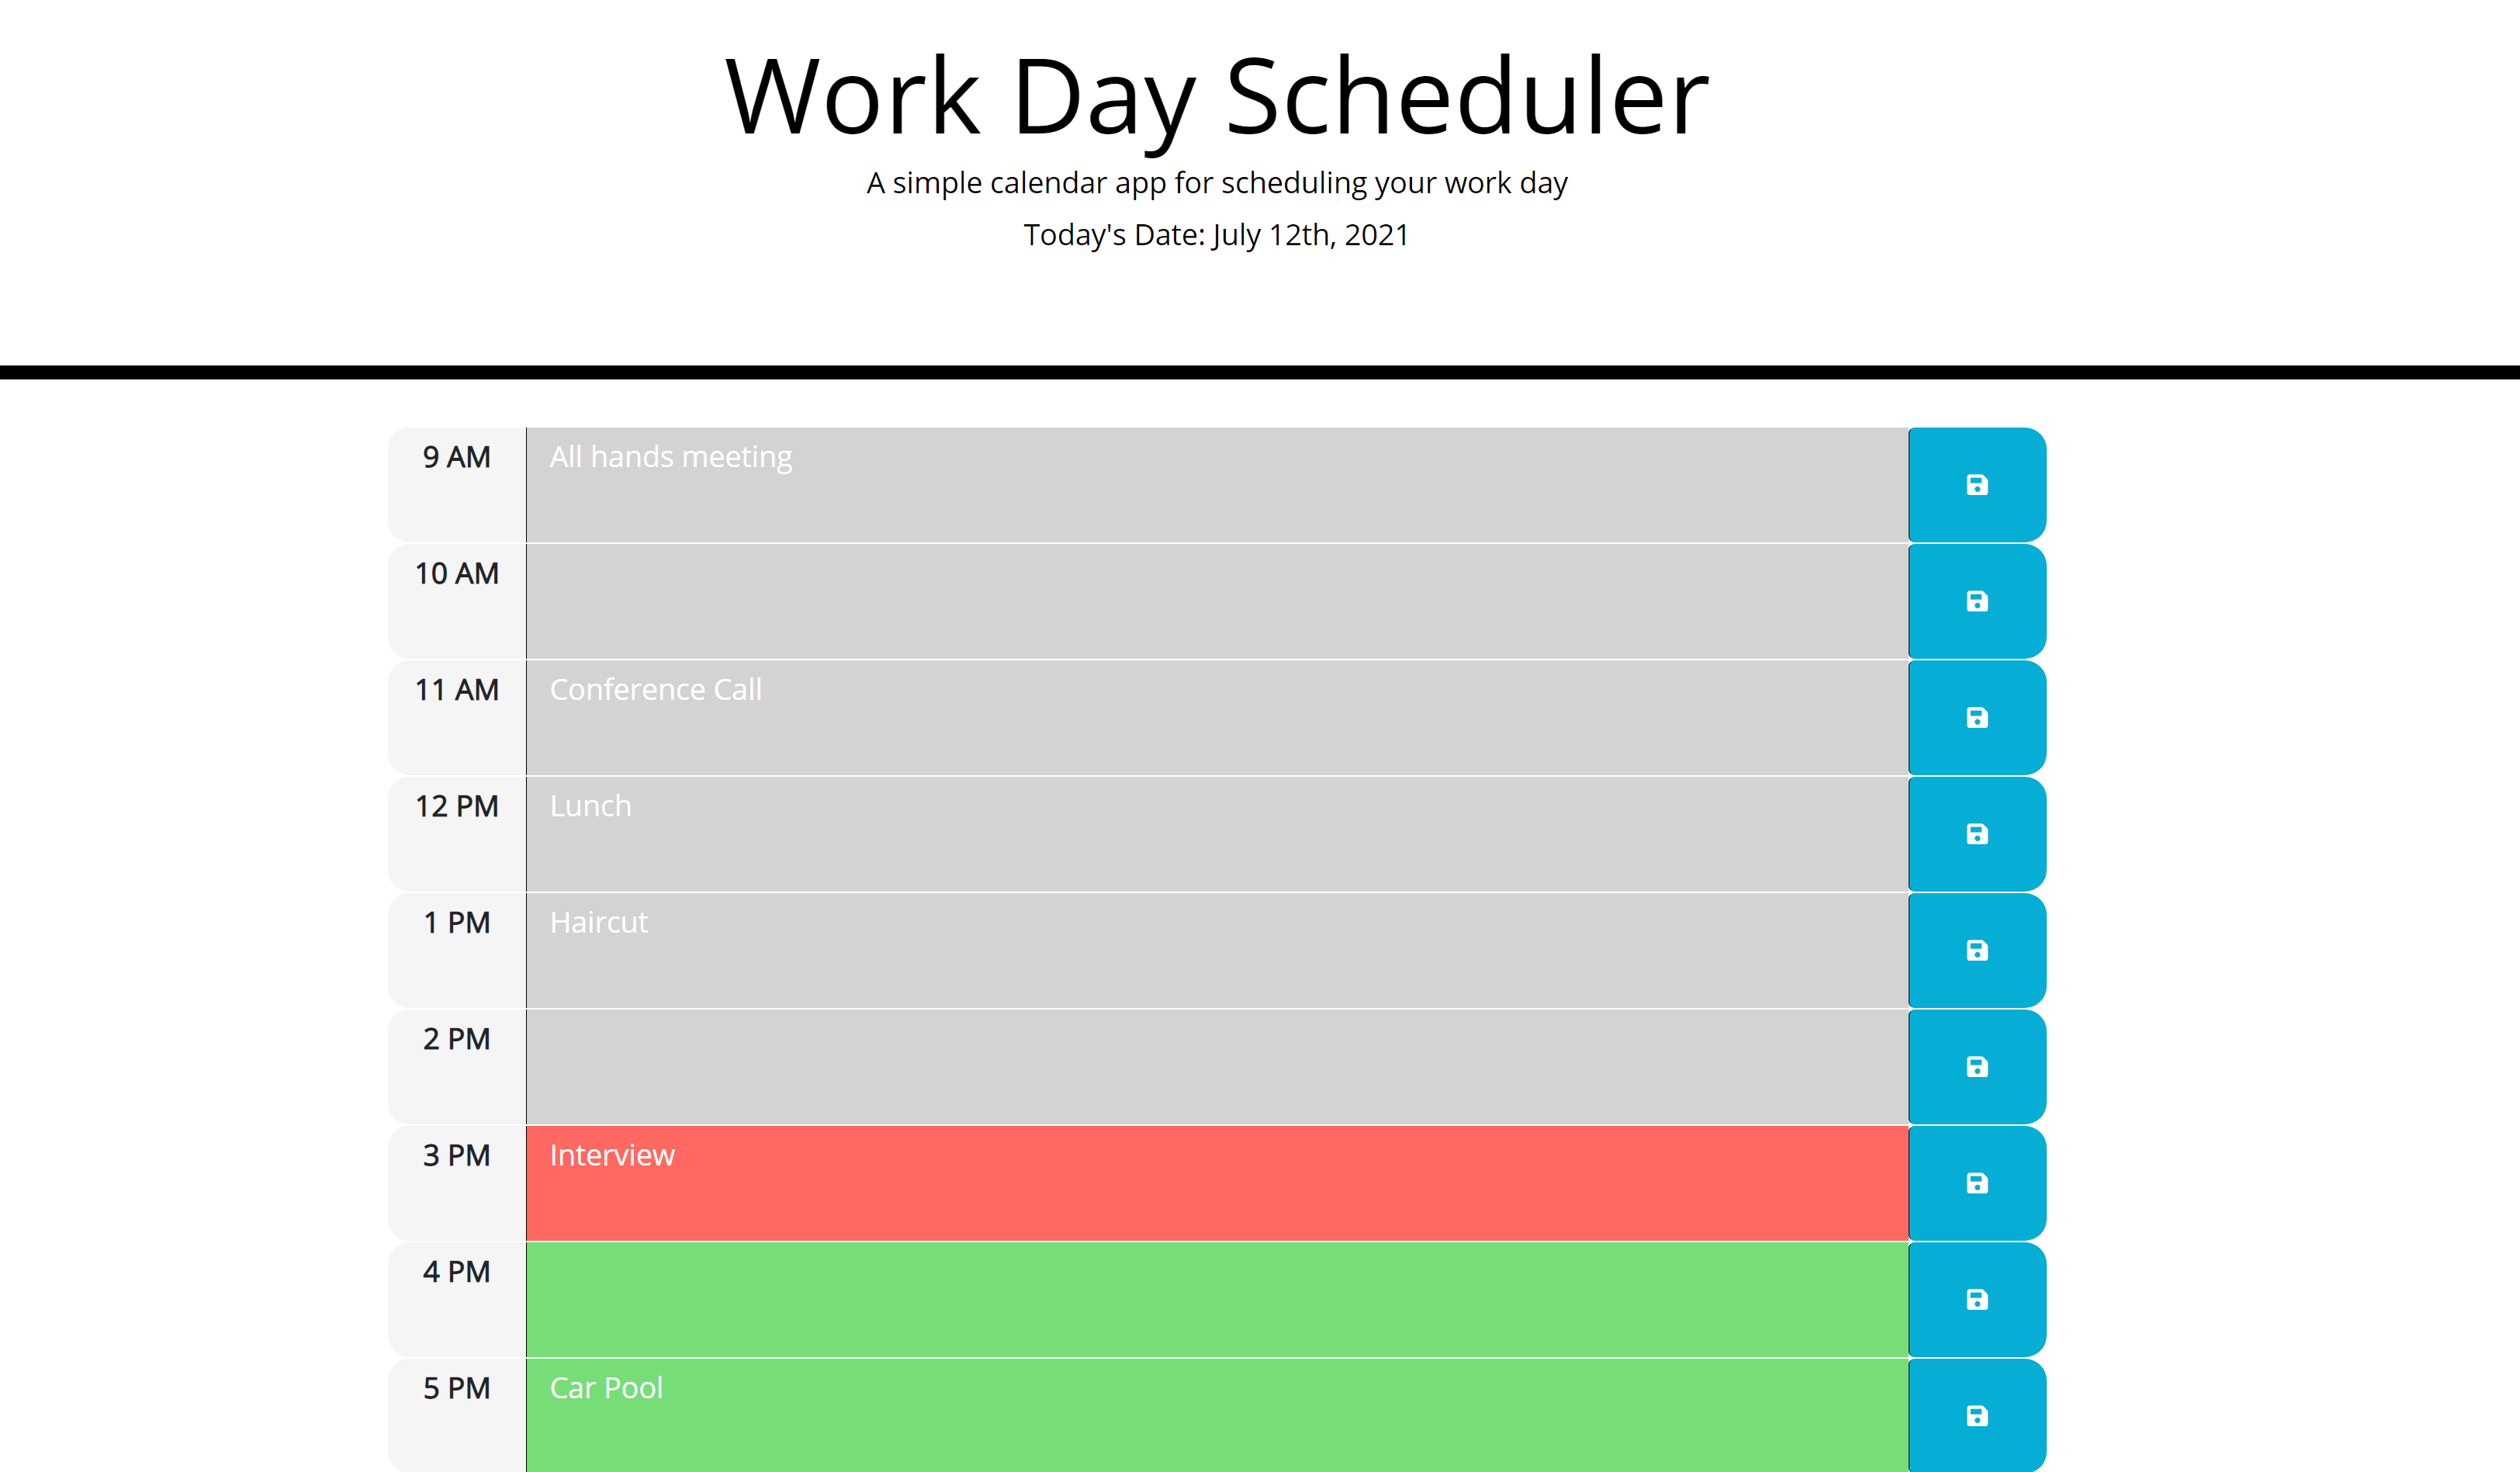 Work Day Scheduler
A simple calendar app for scheduling your work day
Today's Date: July 12th, 2021
9 AM All hands meeting
10 AM
11 AM Conference Call
12 PM Lunch
1 PM Haircut
2 PM
3 PM Interview
4 PM
5 PM Car Pool